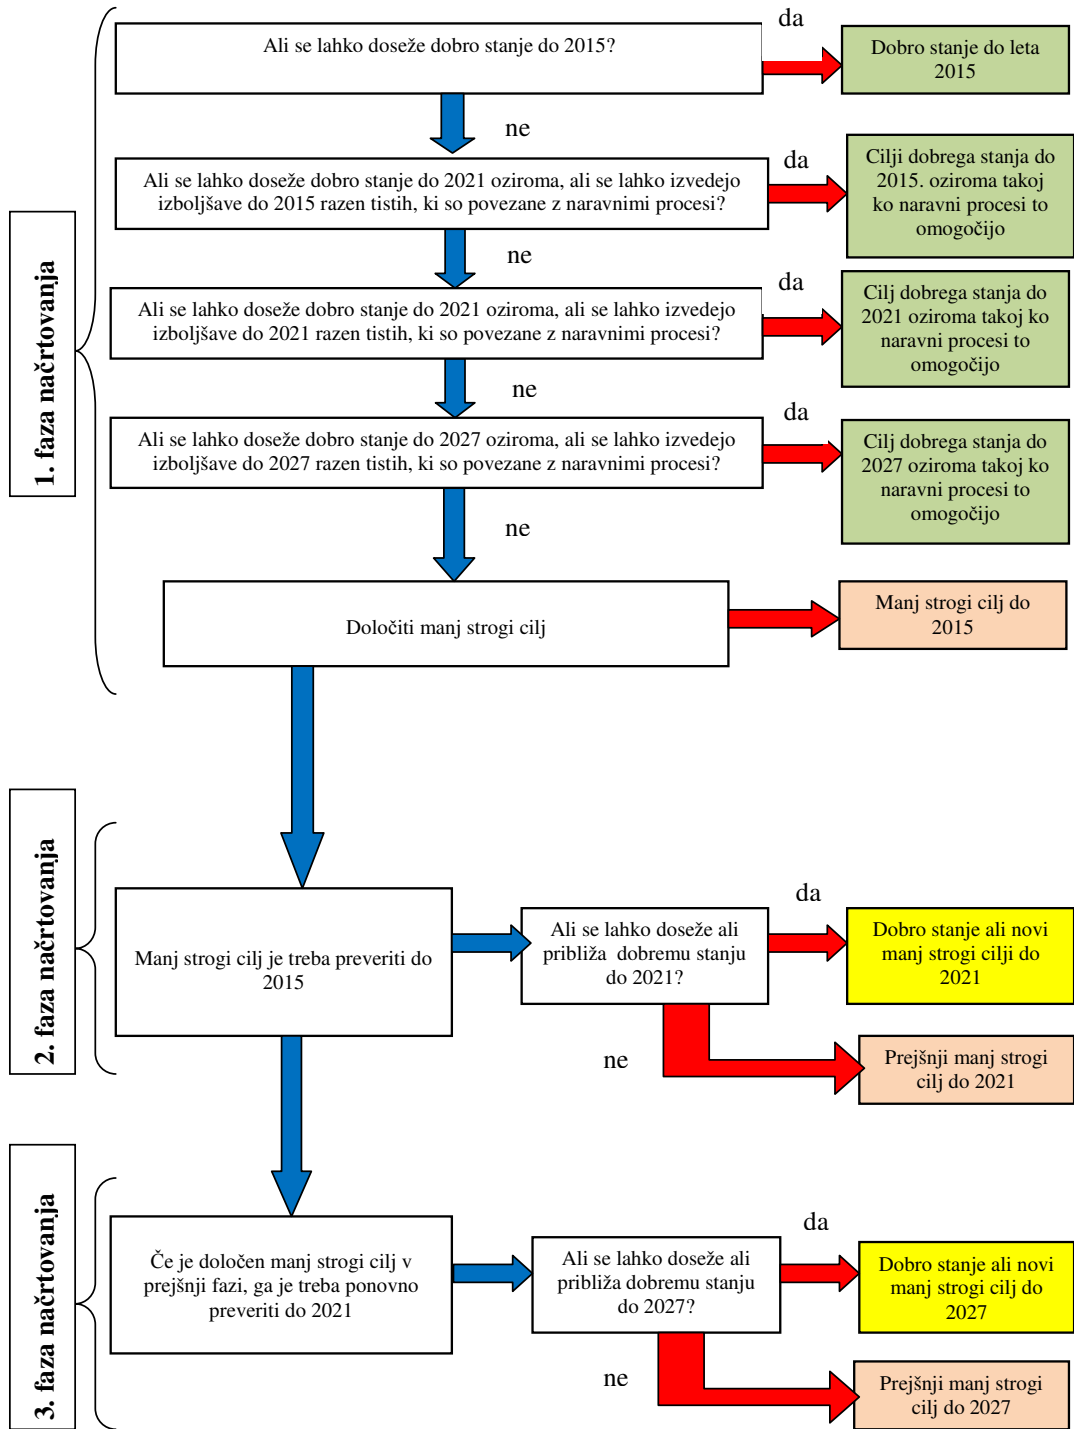 1. faza načrtovanja
Ali se lahko doseže dobro stanje do 2015?
da
Dobro stanje do leta
2015
ne
Ali se lahko doseže dobro stanje do 2021 oziroma, ali se lahko izvedejo
izboljšave do 2015 razen tistih, ki so povezane z naravnimi procesi?
da
Cilji dobrega stanja do
2015. oziroma takoj
ko naravni procesi to
omogočijo
ne
Ali se lahko doseže dobro stanje do 2021 oziroma, ali se lahko izvedejo
izboljšave do 2021 razen tistih, ki so povezane z naravnimi procesi?
da
Cilj dobrega stanja do
2021 oziroma takoj ko
naravni procesi to
omogočijo
ne
Ali se lahko doseže dobro stanje do 2027 oziroma, ali se lahko izvedejo
izboljšave do 2027 razen tistih, ki so povezane z naravnimi procesi?
da
Cilj dobrega stanja do
2027 oziroma takoj ko
naravni procesi to
omogočijo
ne
Določiti manj strogi cilj
Manj strogi cilj do
2015
2. faza načrtovanja
Manj strogi cilj je treba preveriti do
2015
Ali se lahko doseže ali
približa dobremu stanju
do 2021?
da
Dobro stanje ali novi
manj strogi cilji do
2021
ne
Prejšnji manj strogi
cilj do 2021
3. faza načrtovanja
Če je določen manj strogi cilj v
prejšnji fazi, ga je treba ponovno
preveriti do 2021
Ali se lahko doseže ali
približa dobremu stanju
do 2027?
da
Dobro stanje ali novi
manj strogi cilj do
2027
ne
Prejšnji manj strogi
cilj do 2027